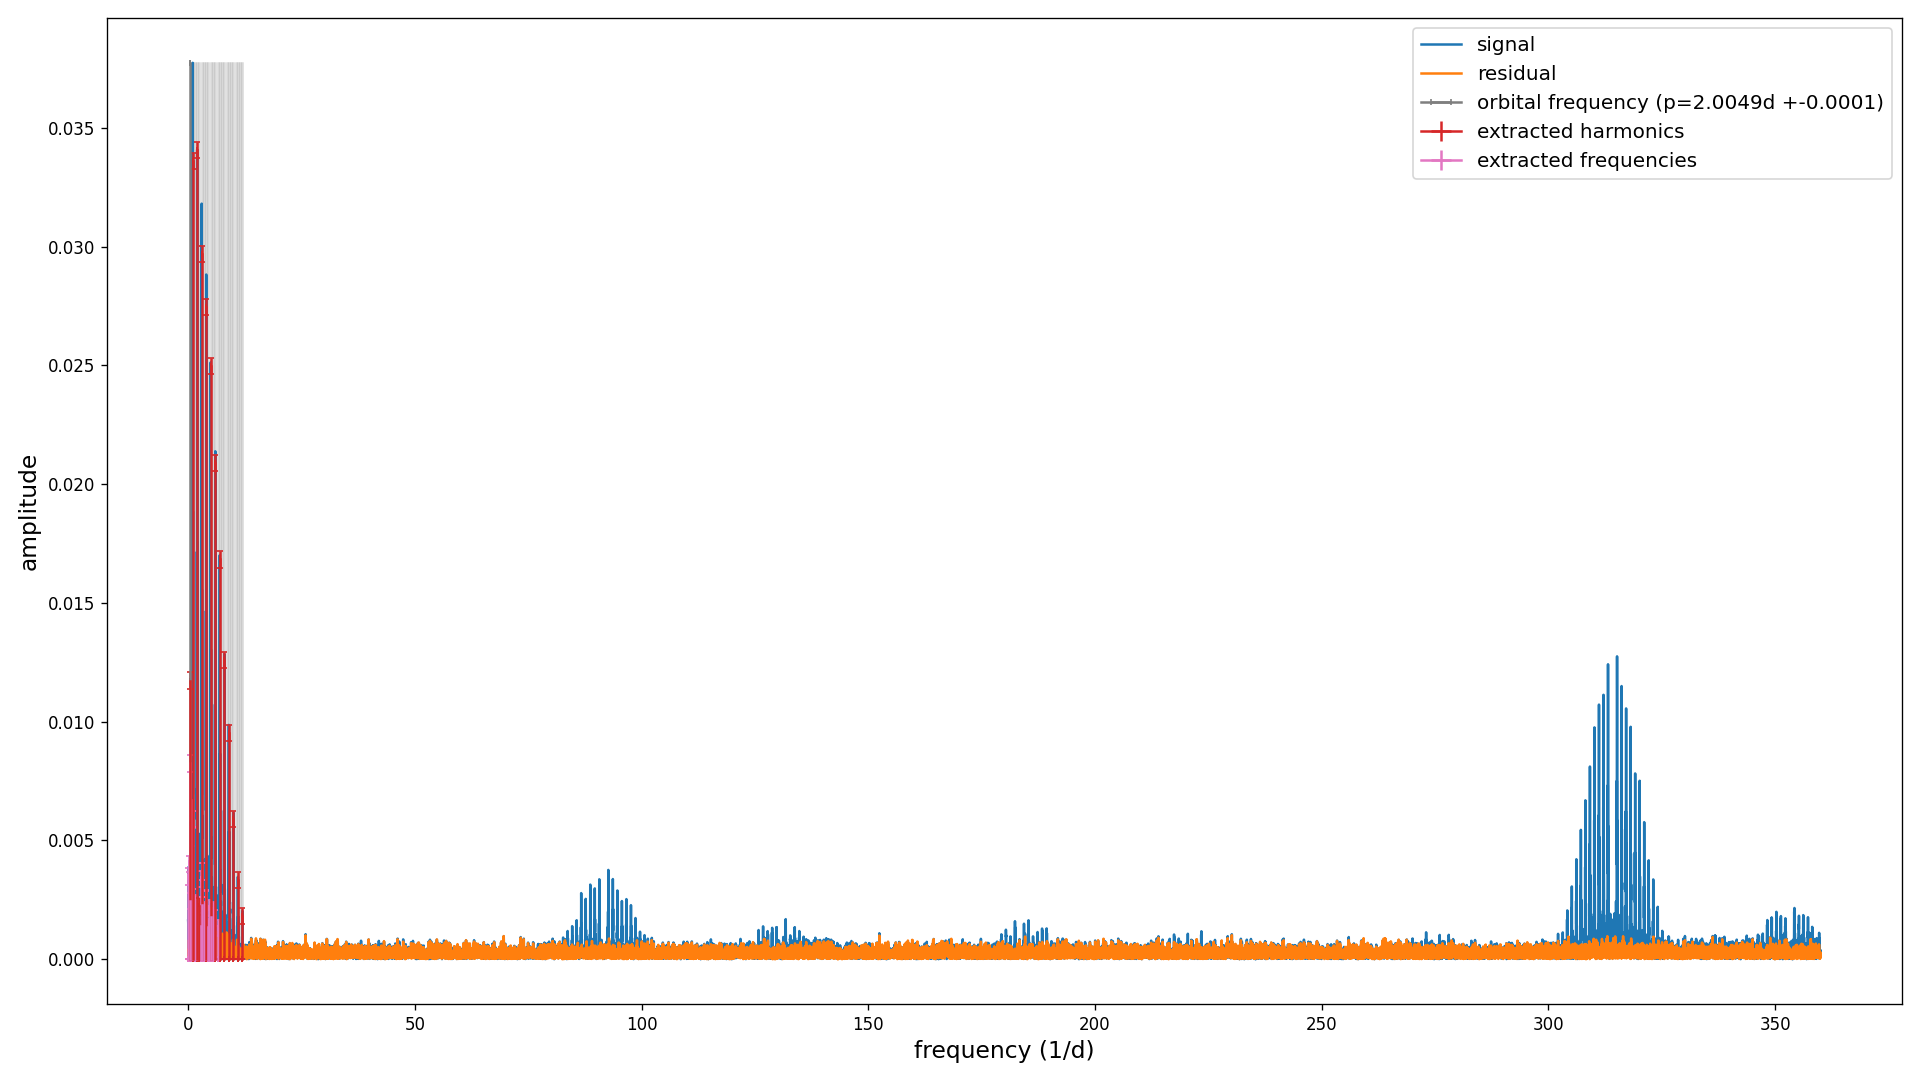 signal
residual
orbital frequency (p=2.0049d +-0.0001)
extracted harmonics
extracted frequencies
0.035
0.030
0.025
0.020
0.015
0.010
0.005
0.000
amplitude
0 50 100 150 200 250 300 350
frequency (1/d)